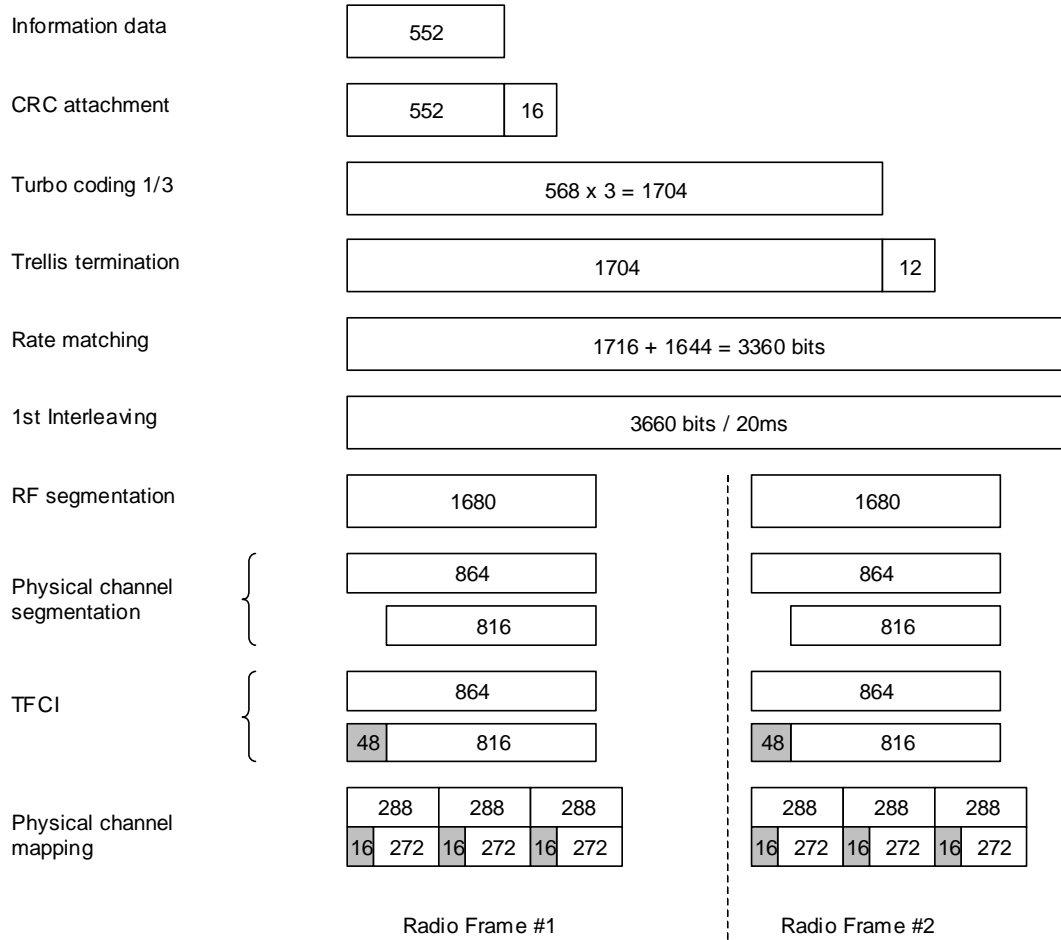 Information data
552
CRC attachment
552 16
Turbo coding 1/3
568 x 3 = 1704
Trellis termination
1704 12
Rate matching
1716 + 1644 = 3360 bits
1st Interleaving
3660 bits / 20ms
RF segmentation
1680 1680
Physical channel
segmentation
864 864
816 816
TFCI
864 864
48 816 48 816
Physical channel
mapping
288 288 288 288 288 288
16 272 16 272 16 272 16 272 16 272 16 272
Radio Frame #1 Radio Frame #2